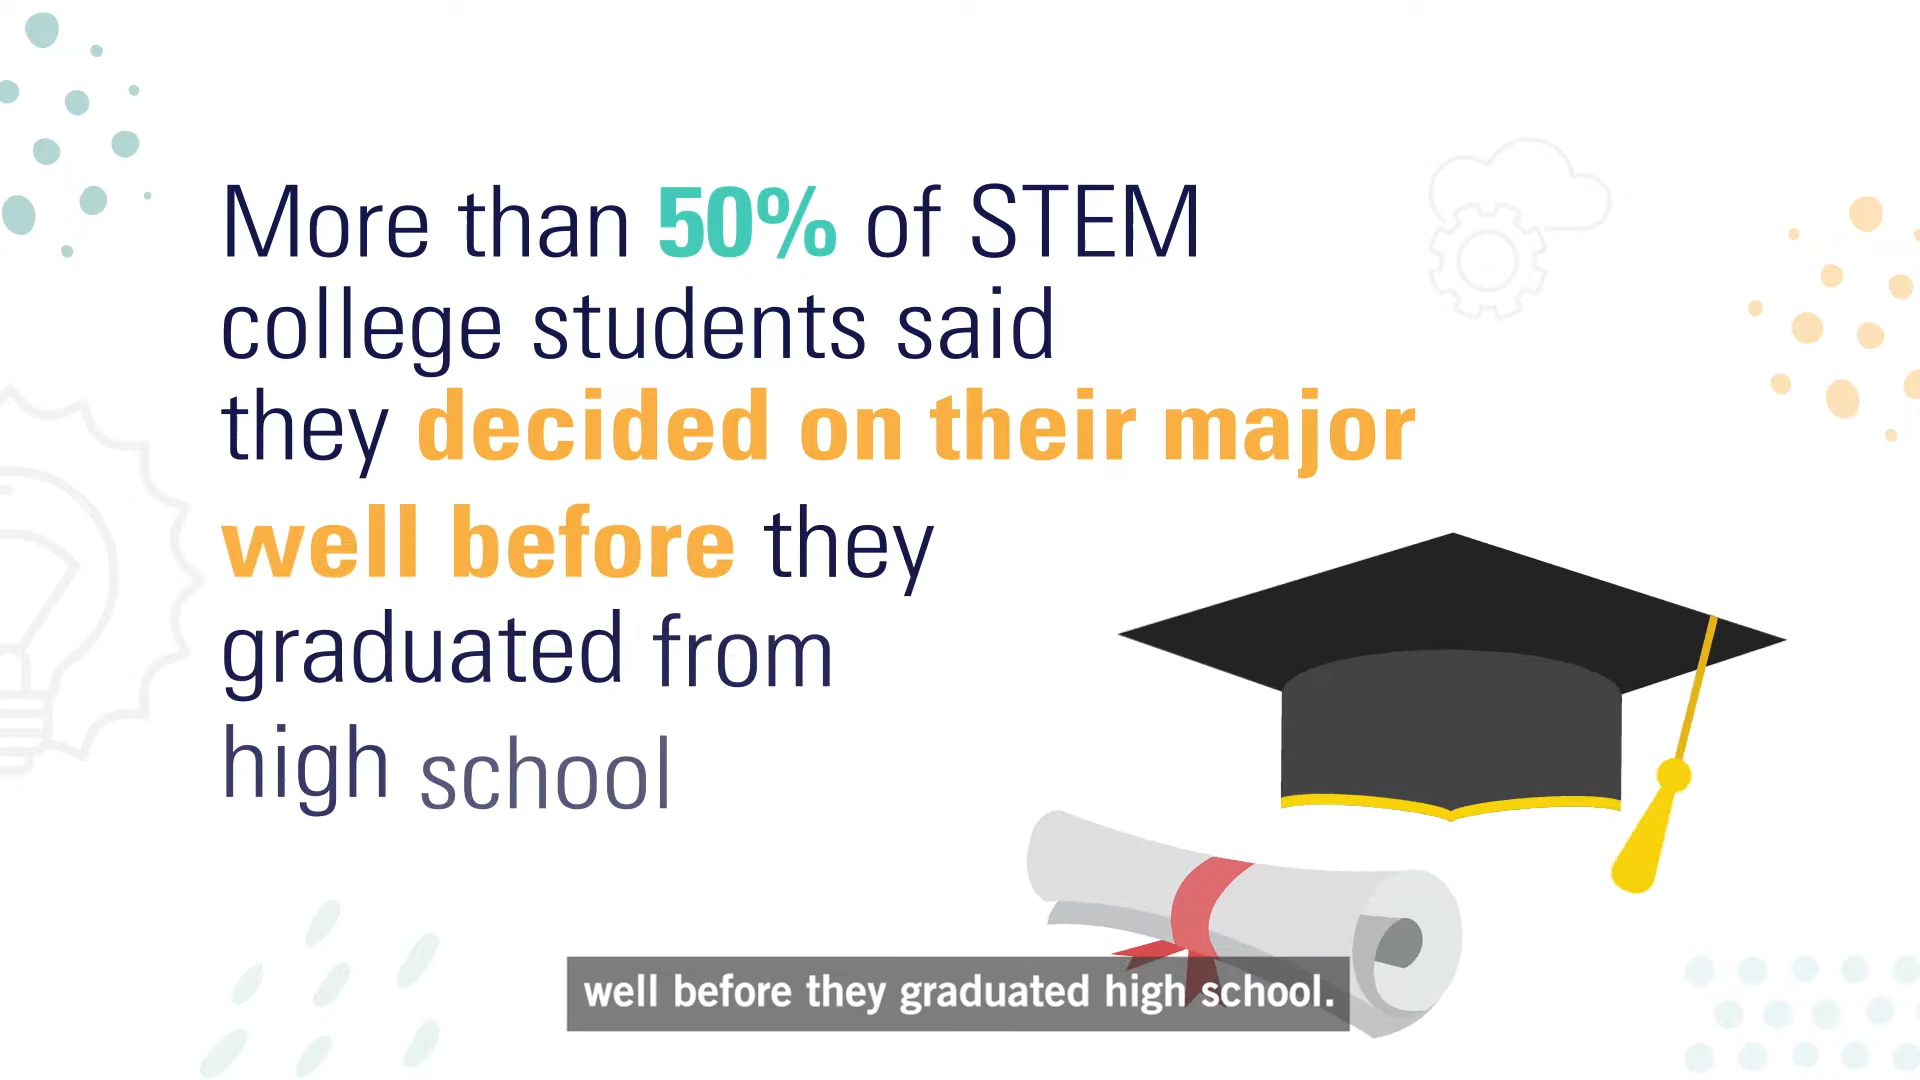 More than 50% of STEM
college students said
they decided on their major
well before they
graduated from
high school
well before they graduated high school.